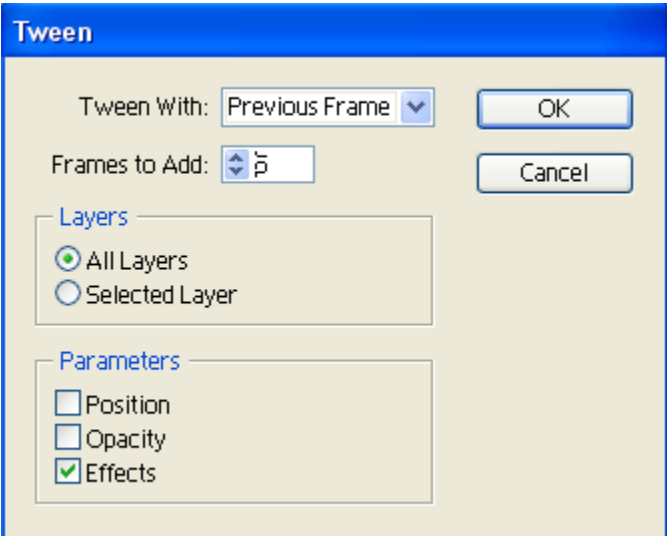 Tween
Tween With: Previous Frame
OK
Frames to Add:
Cancel
Layers
All Layers
Selected Layer
Parameters
Position
Opacity
Effects